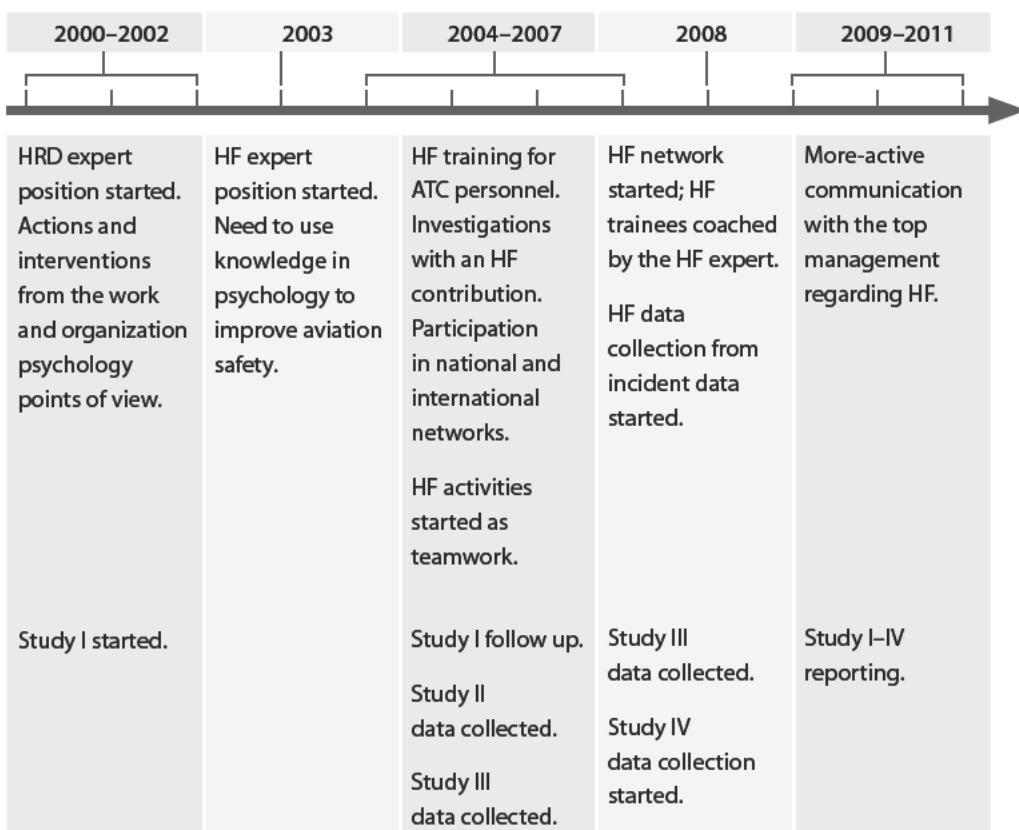 2000–2002
2003
2004–2007
2008
2009–2011
HRD expert
position started.
Actions and
interventions
from the work
and organization
psychology
points of view.
Study I started.
HF expert
position started.
Need to use
knowledge in
psychology to
improve aviation
safety.
HF training for
ATC personnel.
Investigations
with an HF
contribution.
Participation
in national and
international
networks.
HF activities
started as
teamwork.
Study I follow up.
Study II
data collected.
Study III
data collected.
HF network
started; HF
trainees coached
by the HF expert.
HF data
collection from
incident data
started.
Study III
data collected.
Study IV
data collection
started.
More-active
communication
with the top
management
regarding HF.
Study I–IV
reporting.